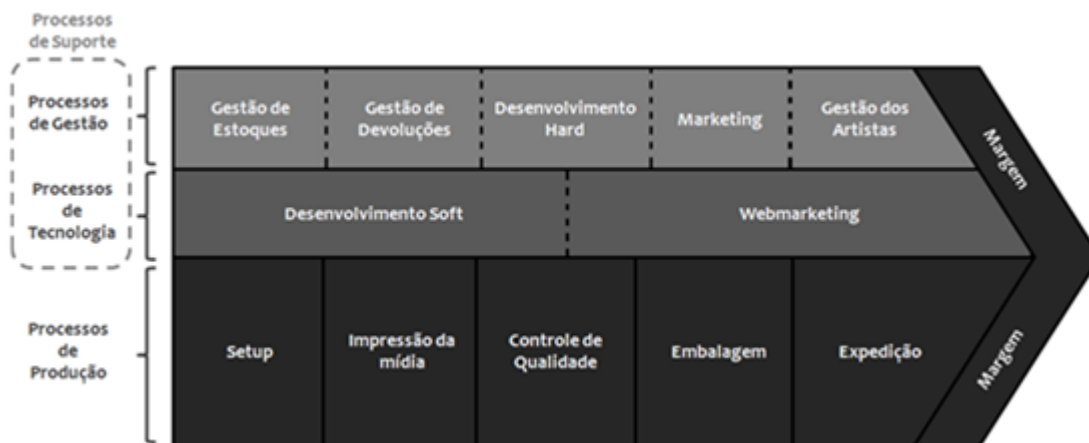 Processos
de Suporte
Processos
de Gestão
Gestão de
Estoques
Gestão de
Devoluções
Desenvolvimento
Hard
Marketing
Gestão dos
Artistas
Margem
Processos
de
Tecnologia
Desenvolvimento Soft
Webmarketing
Processos
de
Produção
Setup
Impressão da
mídia
Controle de
Qualidade
Embalagem
Expedição
Margem